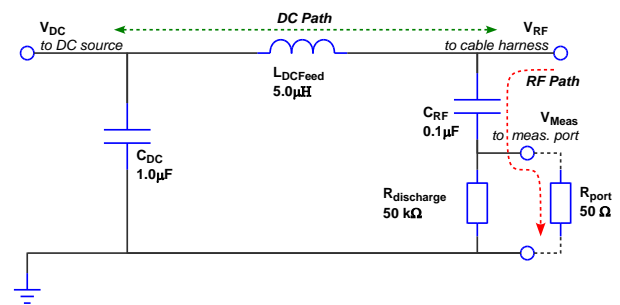 V_DC
to DC source
DC Path
V_RF
to cable harness
L_DCFeed
5.0μH
RF Path
C_RF
0.1μF
V_Meas
to meas. port
C_DC
1.0μF
R_discharge
50 kΩ
R_port
50 Ω